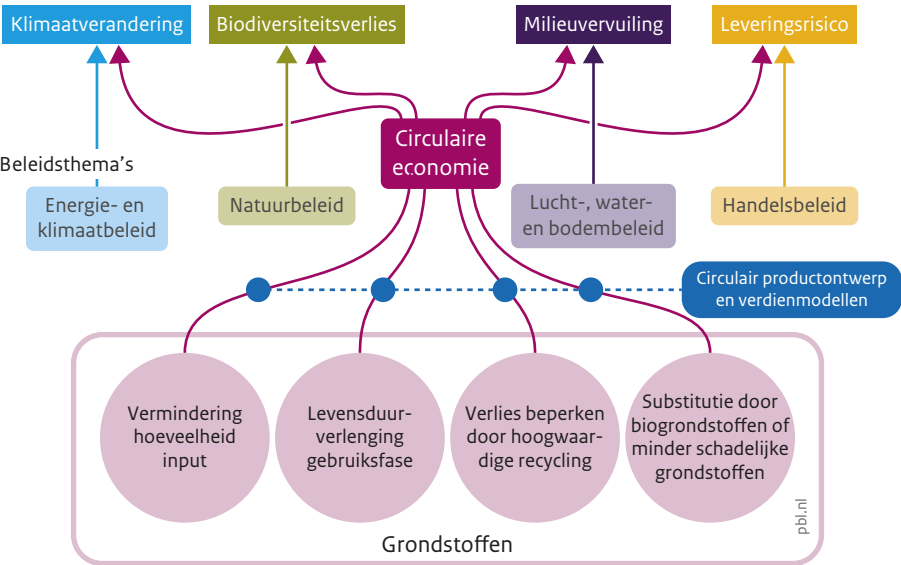 Klimaatverandering
Biodiversiteitsverlies
Milieuvervuiling
Leveringsrisico
Circulaire
economie
Beleidsthema's
Energie- en
klimaatbeleid
Natuurbeleid
Lucht-, water-
en bodembeleid
Handelsbeleid
Circulair productontwerp
en verdienmodellen
Vermindering
hoeveelheid
input
Levensduur-
verlenging
gebruiksfase
Verlies beperken
door hoogwaar-
dige recycling
Substitutie door
biogrondstoffen of
minder schadelijke
grondstoffen
pbl.nl
Grondstoffen